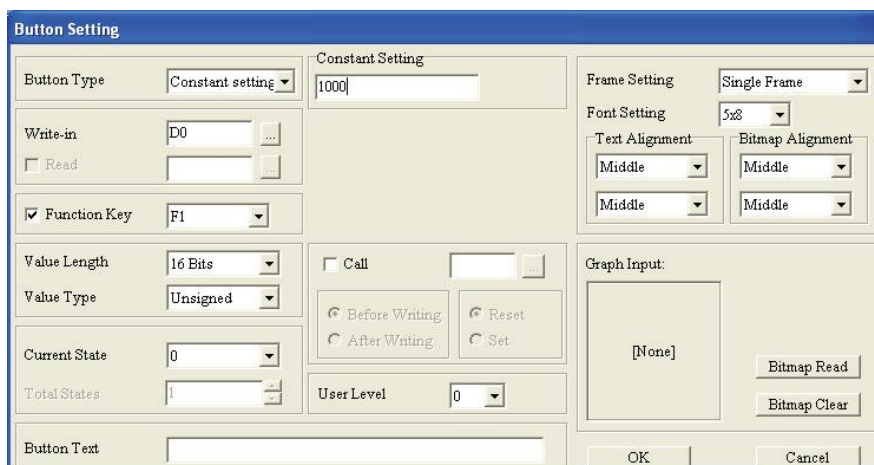 Button Setting
Button Type
Constant setting
Write-in
D0
...
Read
...
Function Key
F1
Value Length
16 Bits
Value Type
Unsigned
Current State
0
Total States
1
Button Text
Constant Setting
1000
Call
...
Before Writing
After Writing
Reset
Set
User Level
0
Frame Setting
Single Frame
Font Setting
5x8
Text Alignment
Middle
Middle
Bitmap Alignment
Middle
Middle
Graph Input:
[None]
Bitmap Read
Bitmap Clear
OK
Cancel